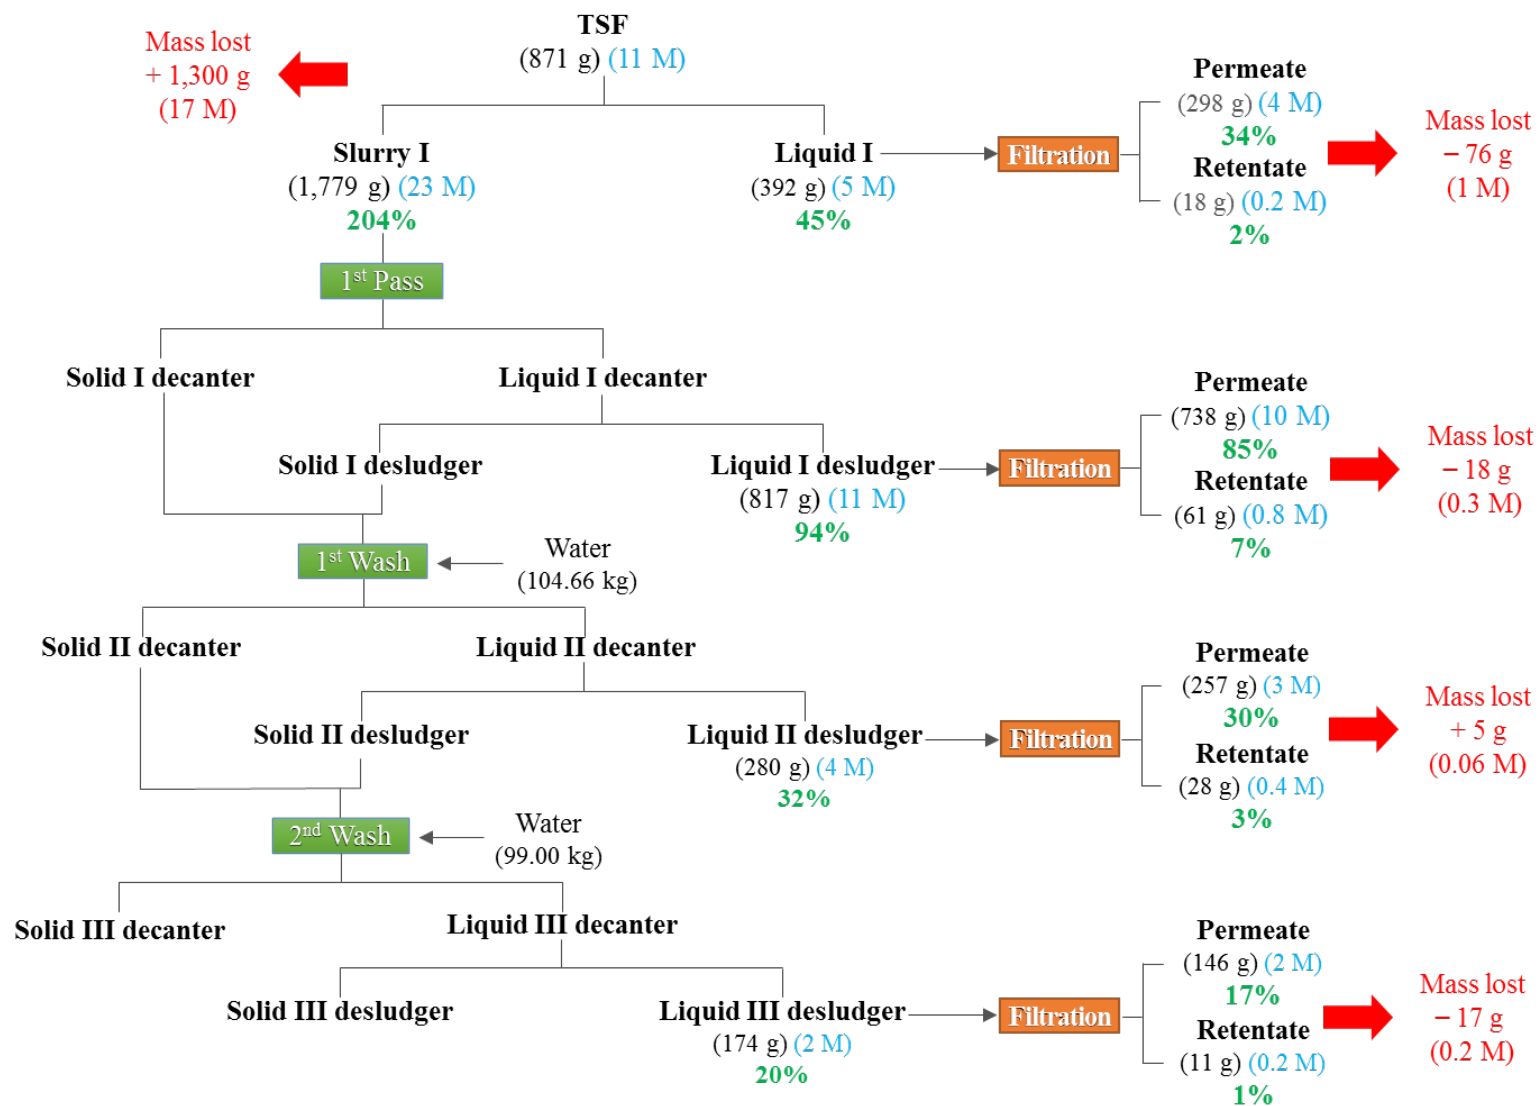 TSF
(871 g) (11 M)
Mass lost
+ 1,300 g
(17 M)
Slurry I
(1,779 g) (23 M)
204%
Liquid I
(392 g) (5 M)
45%
Filtration
Permeate
(298 g) (4 M)
34%
Retentate
(18 g) (0.2 M)
2%
Mass lost
− 76 g
(1 M)
1st Pass
Solid I decanter
Liquid I decanter
Solid I desludger
Liquid I desludger
(817 g) (11 M)
94%
Filtration
Permeate
(738 g) (10 M)
85%
Retentate
(61 g) (0.8 M)
7%
Mass lost
− 18 g
(0.3 M)
1st Wash
Water
(104.66 kg)
Solid II decanter
Liquid II decanter
Solid II desludger
Liquid II desludger
(280 g) (4 M)
32%
Filtration
Permeate
(257 g) (3 M)
30%
Retentate
(28 g) (0.4 M)
3%
Mass lost
+ 5 g
(0.06 M)
2nd Wash
Water
(99.00 kg)
Solid III decanter
Liquid III decanter
Solid III desludger
Liquid III desludger
(174 g) (2 M)
20%
Filtration
Permeate
(146 g) (2 M)
17%
Retentate
(11 g) (0.2 M)
1%
Mass lost
− 17 g
(0.2 M)